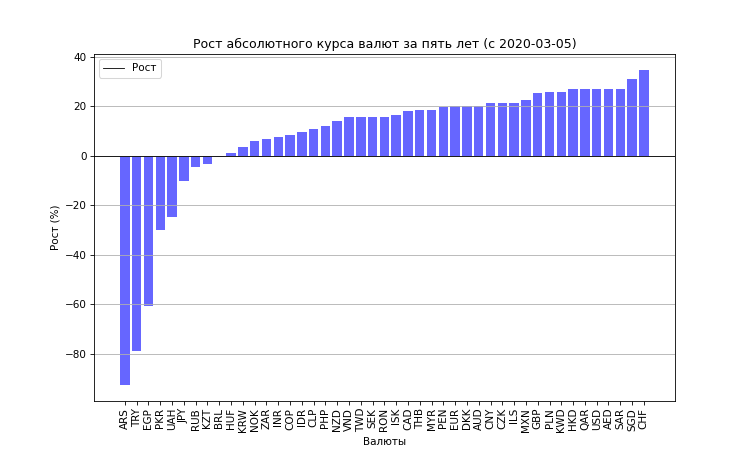 Рост абсолютного курса валют за пять лет (с 2020-03-05)
Рост
Рост (%)
40
20
0
−20
−40
−60
−80
ARS TRY EGP PKR UAH JPY RUB KZT BRL HUF KRW NOK ZAR INR COP IDR CLP PHP NZD VND TWD SEK RON ISK CAD THB MYR PEN EUR DKK AUD CNY CZK ILS MXN GBP PLN KWD HKD QAR USD AED SAR SGD CHF
Валюты